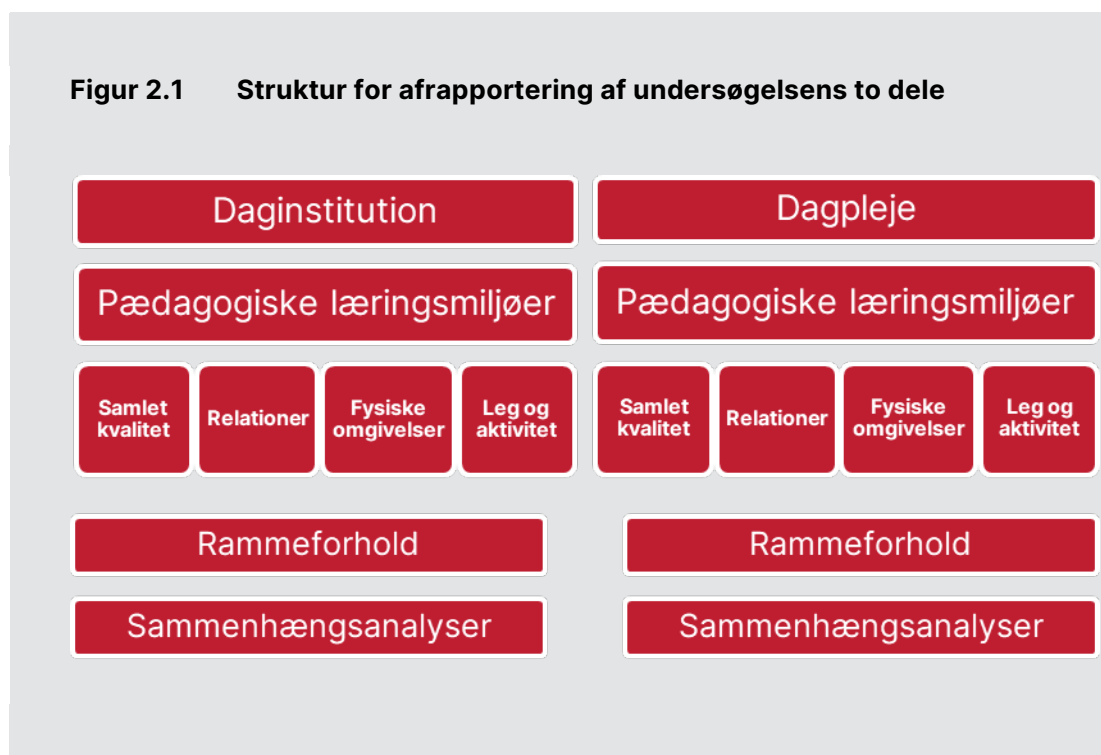 Figur 2.1 Struktur for afrapportering af undersøgelsens to dele
Daginstitution
Pædagogiske læringsmiljøer
Samlet
kvalitet
Relationer
Fysiske
omgivelser
Leg og
aktivitet
Rammeforhold
Sammenhængsanalyser
Dagpleje
Pædagogiske læringsmiljøer
Samlet
kvalitet
Relationer
Fysiske
omgivelser
Leg og
aktivitet
Rammeforhold
Sammenhængsanalyser